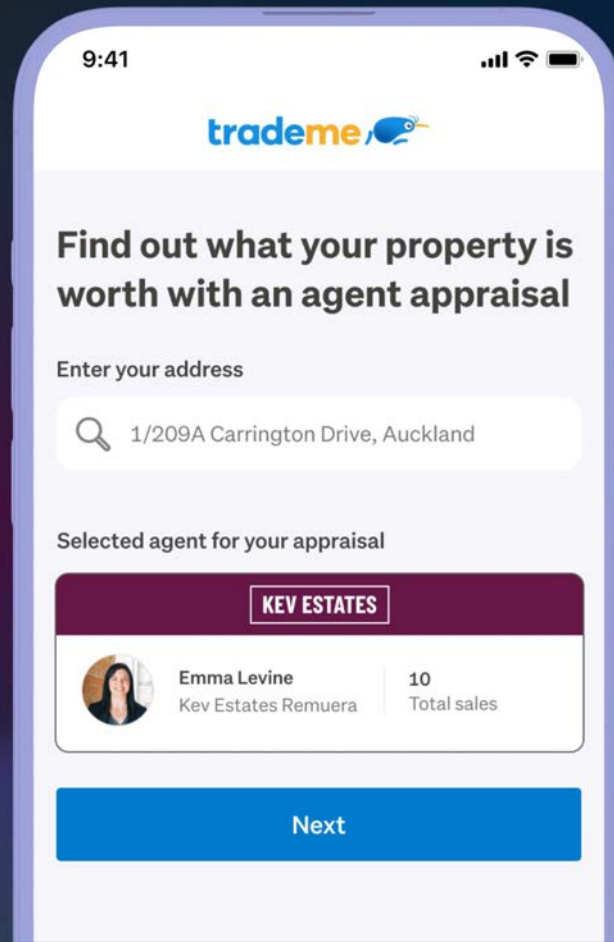 9:41
trademe
Find out what your property is
worth with an agent appraisal
Enter your address
1/209A Carrington Drive, Auckland
Selected agent for your appraisal
KEV ESTATES
Emma Levine
Kev Estates Remuera
10
Total sales
Next